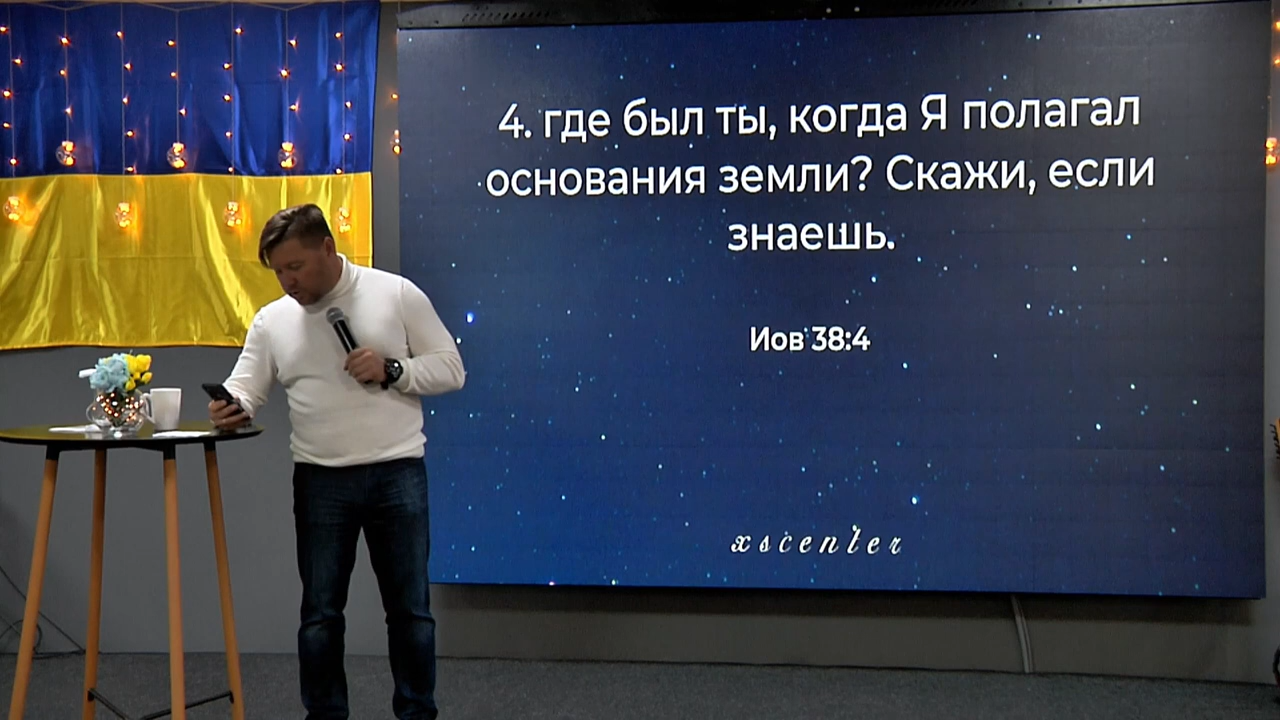 4. где был ты, когда Я полагал
основания земли? Скажи, если
знаешь.
Иов 38:4
xscenter